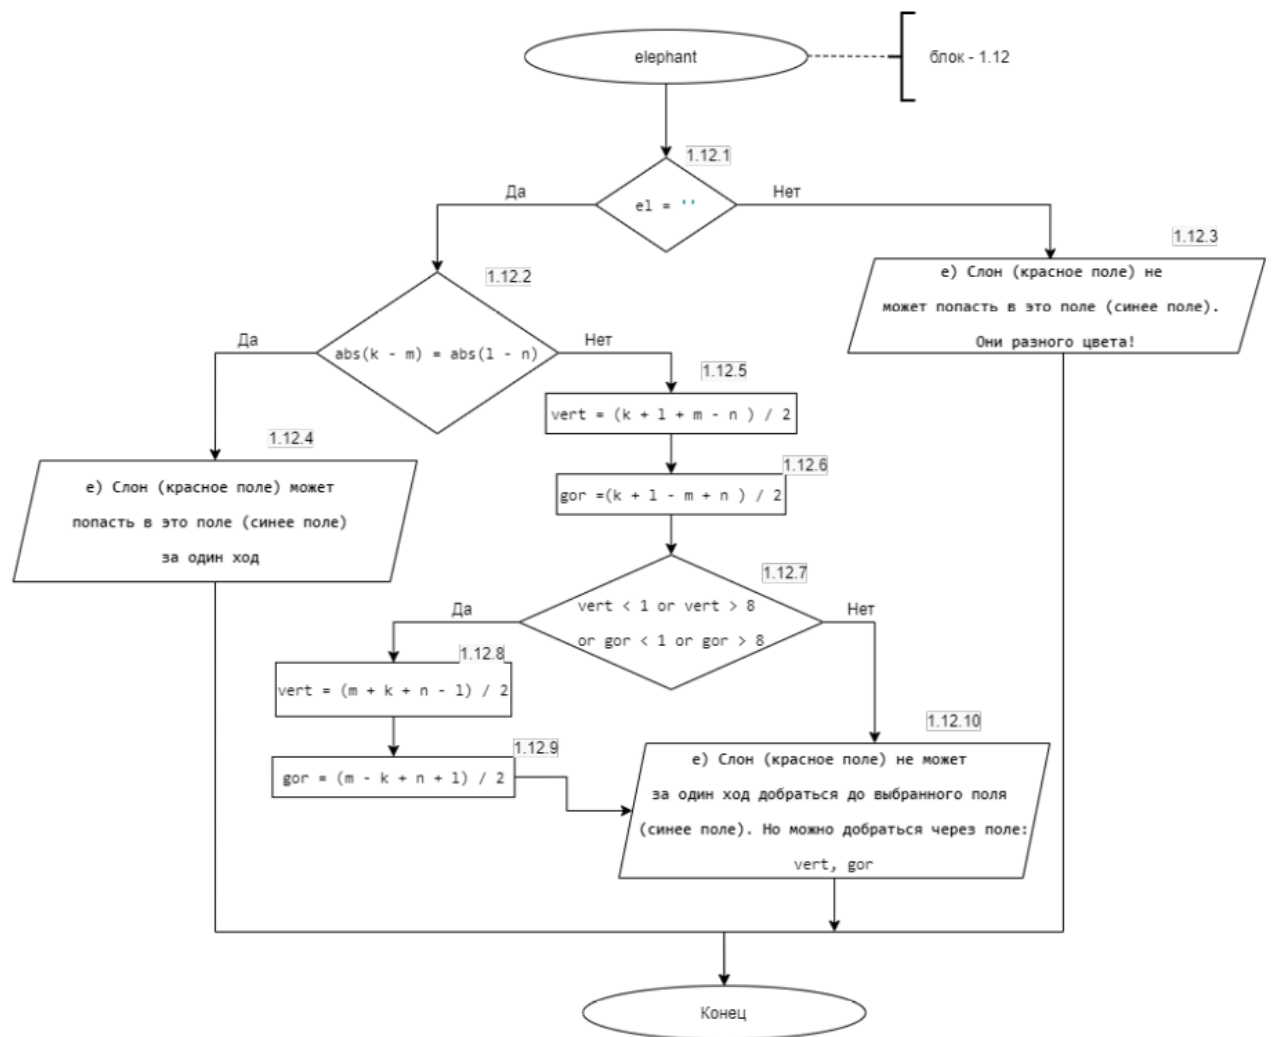 elephant
блок - 1.12
1.12.1
el = ''
Да
Нет
1.12.2
abs(k - m) = abs(l - n)
1.12.3
е) Слон (красное поле) не
может попасть в это поле (синее поле).
Они разного цвета!
Да
Нет
1.12.4
е) Слон (красное поле) может
попасть в это поле (синее поле)
за один ход
1.12.5
vert = (k + l + m - n ) / 2
1.12.6
gor =(k + l - m + n ) / 2
1.12.7
vert < 1 or vert > 8
or gor < 1 or gor > 8
Да
Нет
1.12.8
vert = (m + k + n - l) / 2
1.12.9
gor = (m - k + n + l) / 2
1.12.10
е) Слон (красное поле) не может
за один ход добраться до выбранного поля
(синее поле). Но можно добраться через поле:
vert, gor
Конец